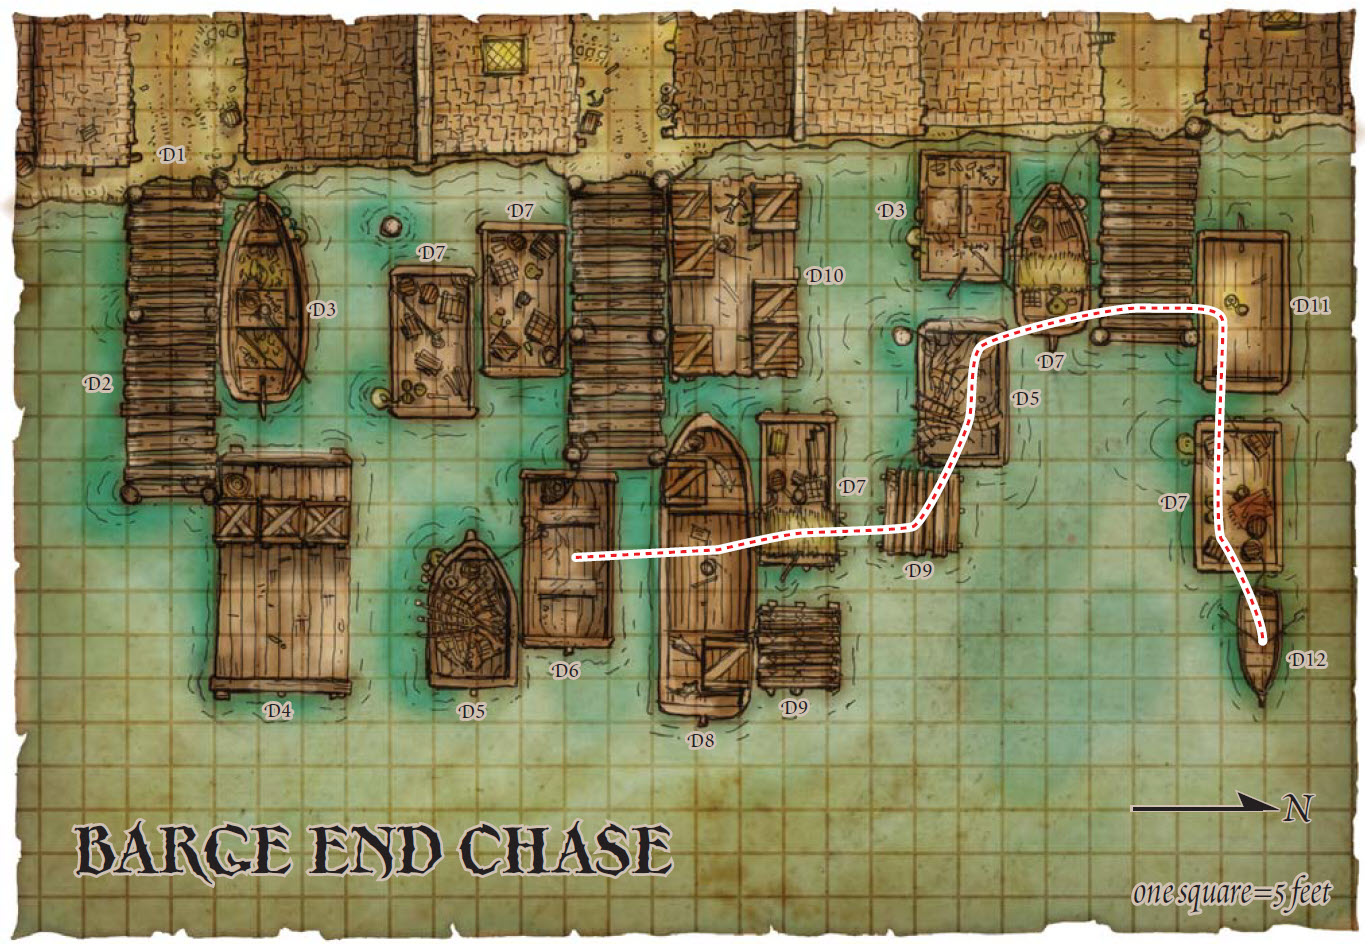 D1
D7
D3
D7
D10
D11
D3
D7
D2
D5
D7
D7
D9
D12
D6
D4
D5
D9
D8
N
BARGE END CHASE
one square=5 feet